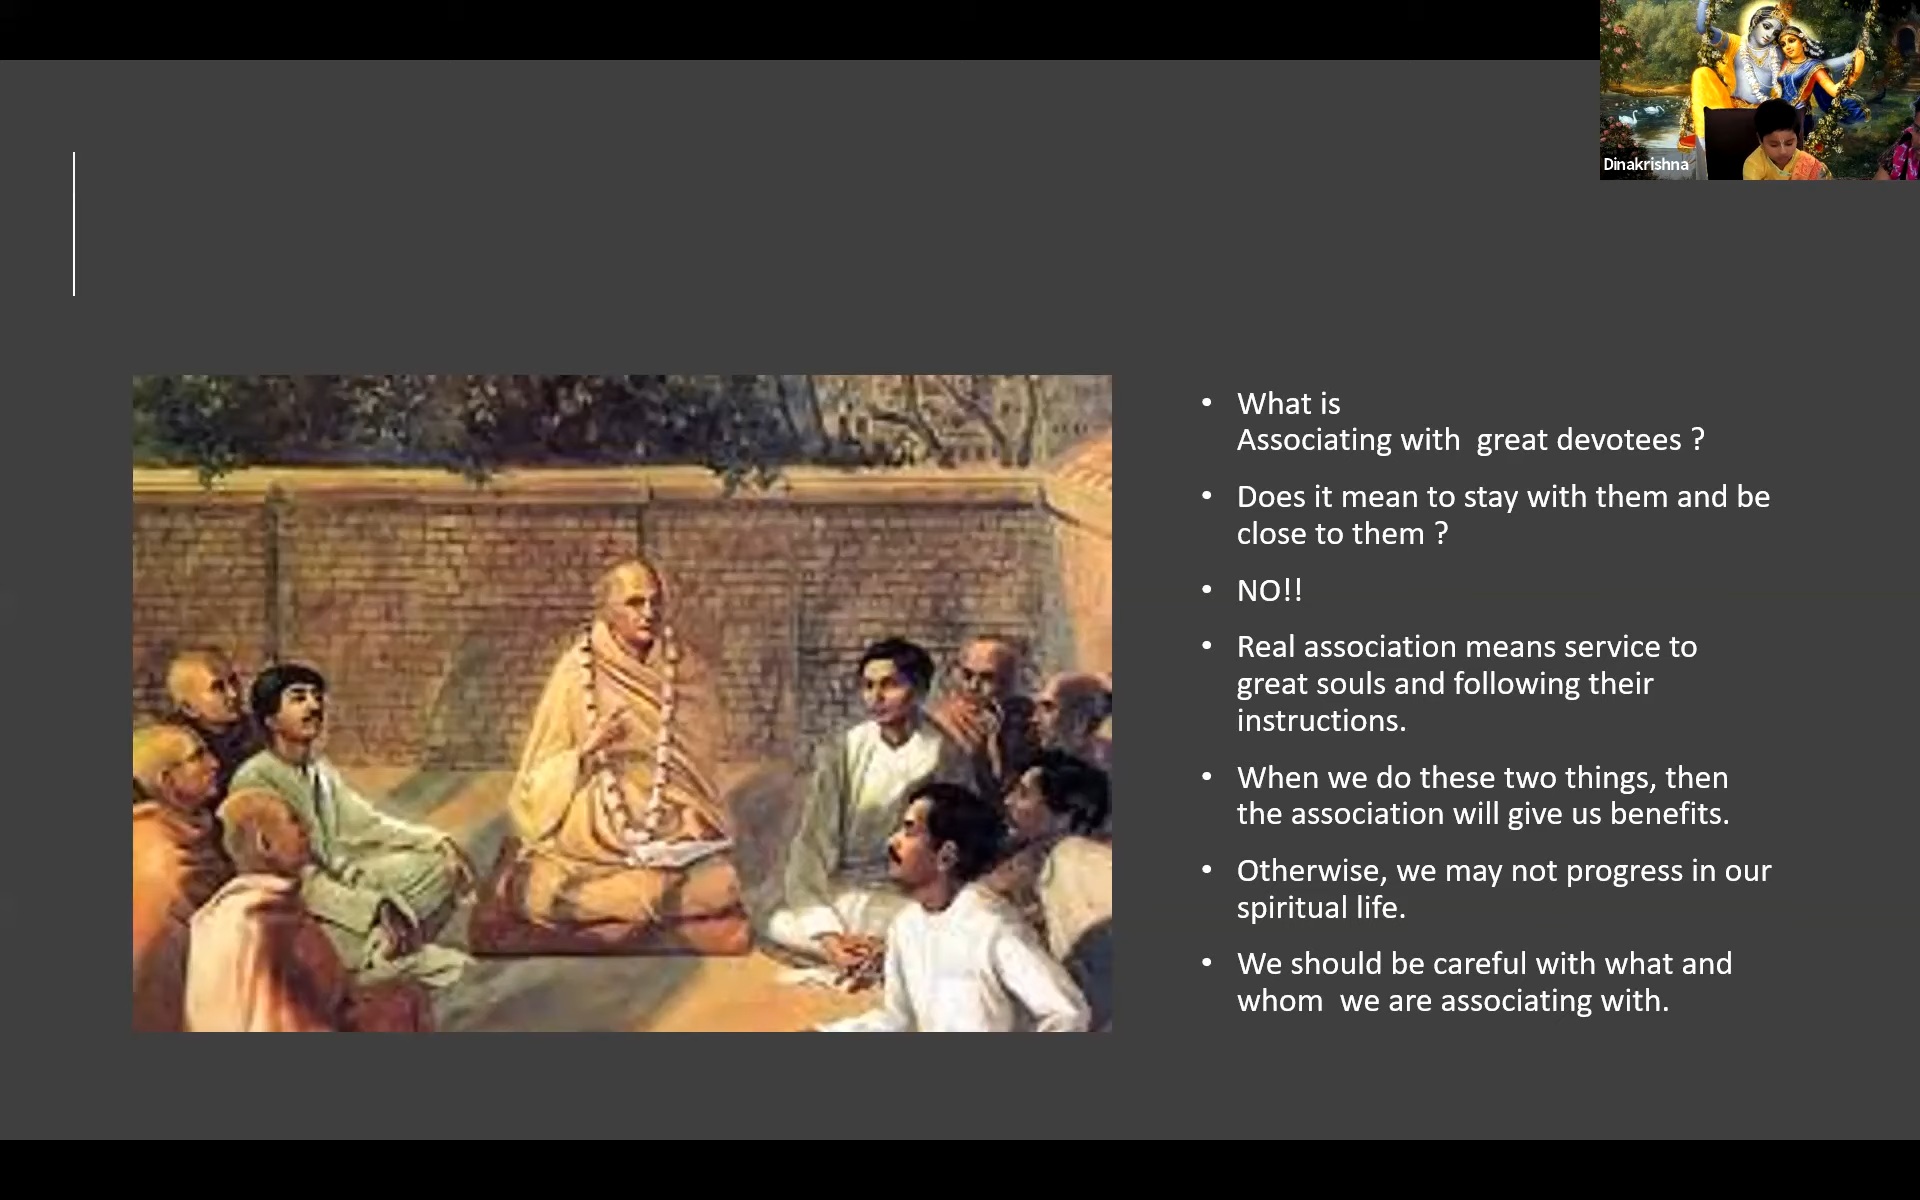 Dinakrishna
• What is
Associating with  great devotees ?
• Does it mean to stay with them and be
close to them ?
• NO!!
• Real association means service to
great souls and following their
instructions.
• When we do these two things, then
the association will give us benefits.
• Otherwise, we may not progress in our
spiritual life.
• We should be careful with what and
whom  we are associating with.